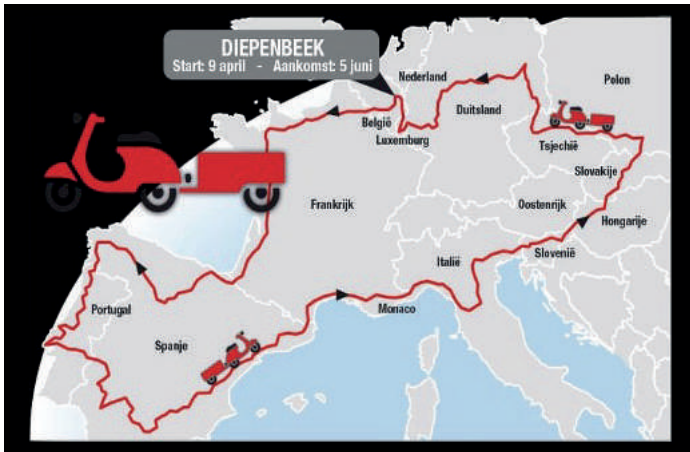 DIEPENBEEK
Start: 9 april - Aankomst: 5 juni
Nederland
Polen
Duitsland
België
Luxemburg
Tsjechië
Slovakije
Frankrijk
Oostenrijk
Hongarije
Slovenië
Italië
Monaco
Portugal
Spanje